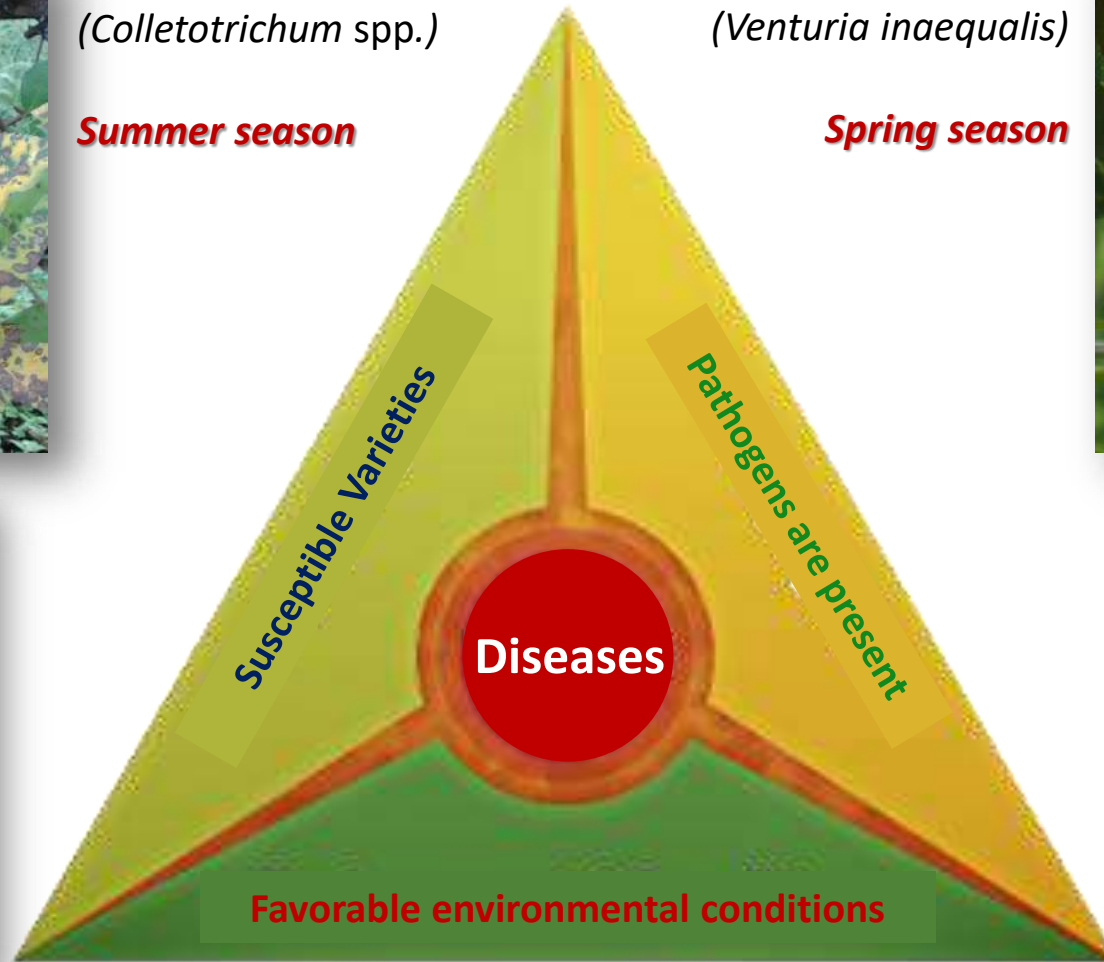 (Colletotrichum spp.)
(Venturia inaequalis)
Summer season
Spring season
Susceptible Varieties
Pathogens are present
Diseases
Favorable environmental conditions